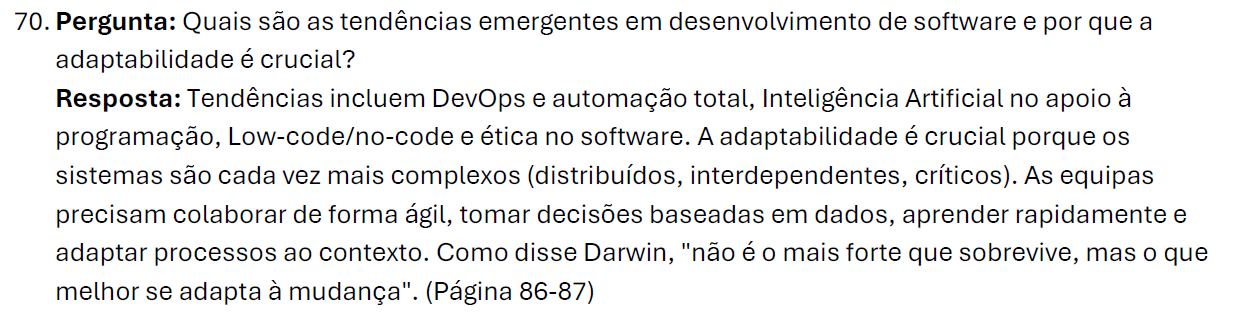 70. Pergunta: Quais são as tendências emergentes em desenvolvimento de software e por que a
adaptabilidade é crucial?
Resposta: Tendências incluem DevOps e automação total, Inteligência Artificial no apoio à
programação, Low-code/no-code e ética no software. A adaptabilidade é crucial porque os
sistemas são cada vez mais complexos (distribuídos, interdependentes, críticos). As equipas
precisam colaborar de forma ágil, tomar decisões baseadas em dados, aprender rapidamente e
adaptar processos ao contexto. Como disse Darwin, "não é o mais forte que sobrevive, mas o que
melhor se adapta à mudança". (Página 86-87)